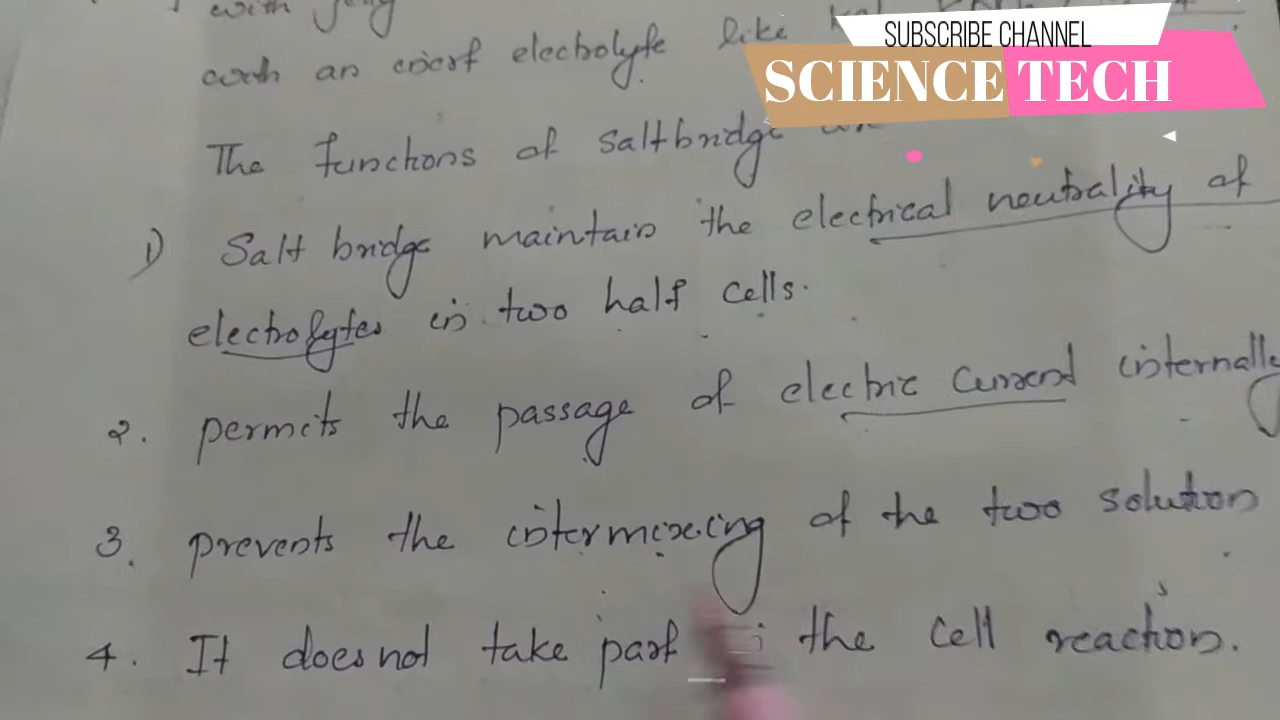 with
with an inert electrolyte like
SUBSCRIBE CHANNEL
SCIENCE TECH
The functions of Saltbridge
1) Salt bridge maintain the electrical neutrality of
electrolytes in two half cells.
2. permits the passage of electric current internally
3. prevents the intermixing of the two solution
4. It does not take part the cell reaction.